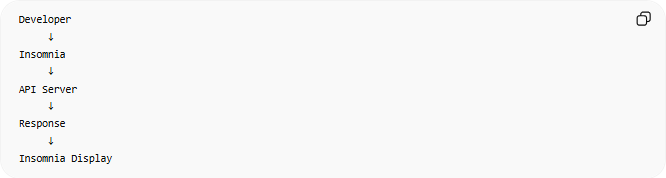 Developer
↓
Insomnia
↓
API Server
↓
Response
↓
Insomnia Display